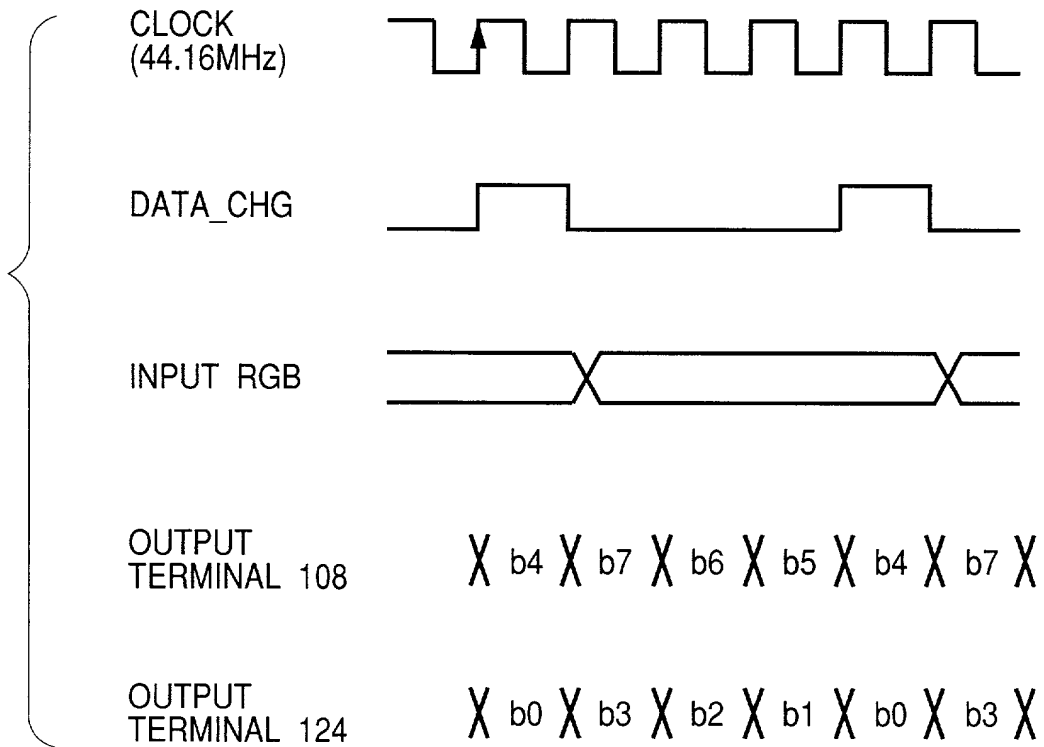 CLOCK
(44.16MHz)
DATA_CHG
INPUT RGB
OUTPUT
TERMINAL 108
b4 b7 b6 b5 b4 b7
OUTPUT
TERMINAL 124
b0 b3 b2 b1 b0 b3